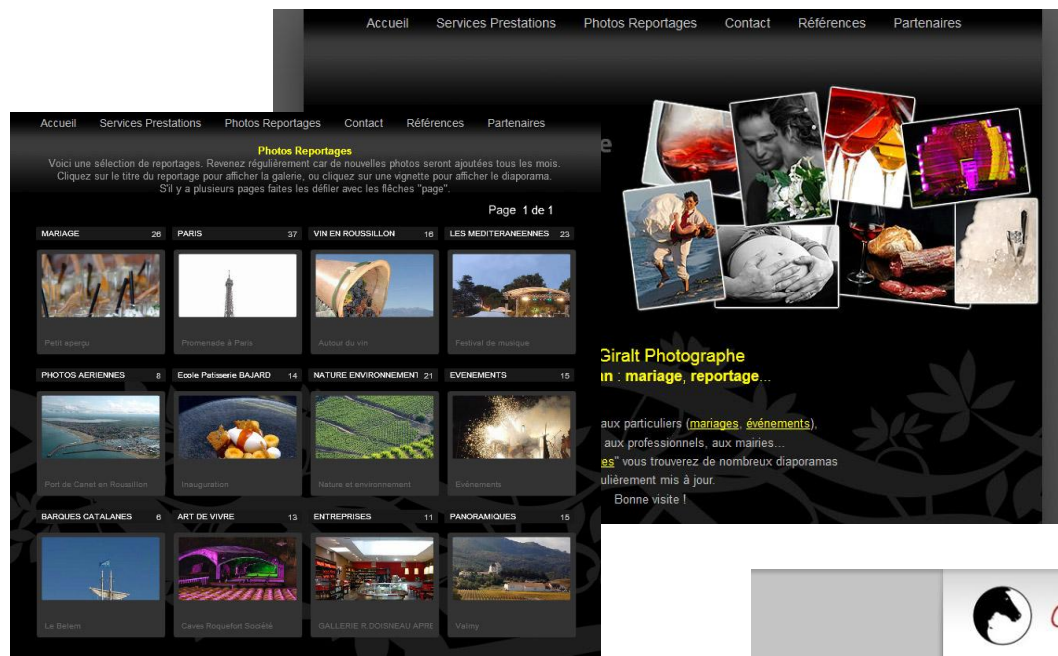 Accueil Services Prestations Photos Reportages Contact Références Partenaires
Giralt Photographe
: mariage, reportage...
aux particuliers (mariages, événements),
aux professionnels, aux mairies...
" vous trouverez de nombreux diaporamas
mis à jour.
Bonne visite !
Accueil Services Prestations Photos Reportages Contact Références Partenaires
Photos Reportages
Voici une sélection de reportages. Revenez régulièrement car de nouvelles photos seront ajoutées tous les mois.
Cliquez sur le titre du reportage pour afficher la galerie, ou cliquez sur une vignette pour afficher le diaporama.
S'il y a plusieurs pages faites les défiler avec les flêches "page".
Page 1 de 1
MARIAGE 26 PARIS 37 VIN EN ROUSSILLON 16 LES MEDITERANEENNES 23
Petit aperçu Promenade à Paris Autour du vin Festival de musique
PHOTOS AERIENNES 8 Ecole Patisserie BAJARD 14 NATURE ENVIRONNEMENT 21 EVENEMENTS 15
Port de Canet en Roussillon Inauguration Nature et environnement Evènements
BARQUES CATALANES 6 ART DE VIVRE 13 ENTREPRISES 11 PANORAMIQUES 15
Le Betem Caves Roquefort Société GALLERIE R DOISNEAU APRE Valmy